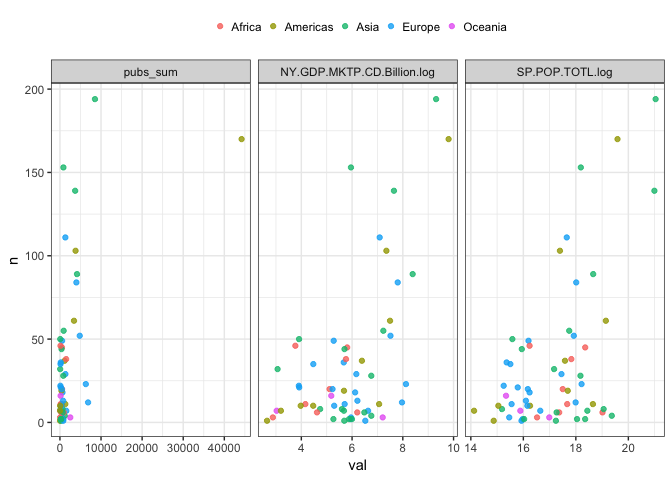 Africa Americas Asia Europe Oceania
pubs_sum NY.GDP.MKTP.CD.Billion.log SP.POP.TOTL.log
200
150
100
50
0
n
0 10000 20000 30000 40000 4 6 8 10 14 16 18 20
val